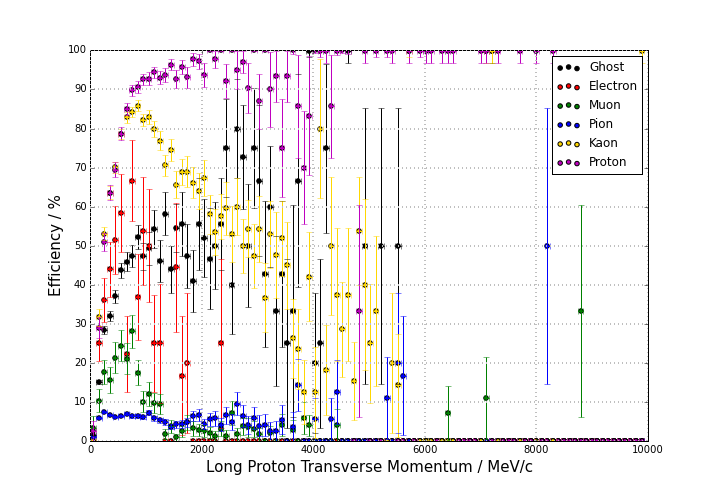 100
90
80
70
60
50
40
30
20
10
0
Efficiency / %
0
2000
4000
6000
8000
10000
Long Proton Transverse Momentum / MeV/c
Ghost
Electron
Muon
Pion
Kaon
Proton